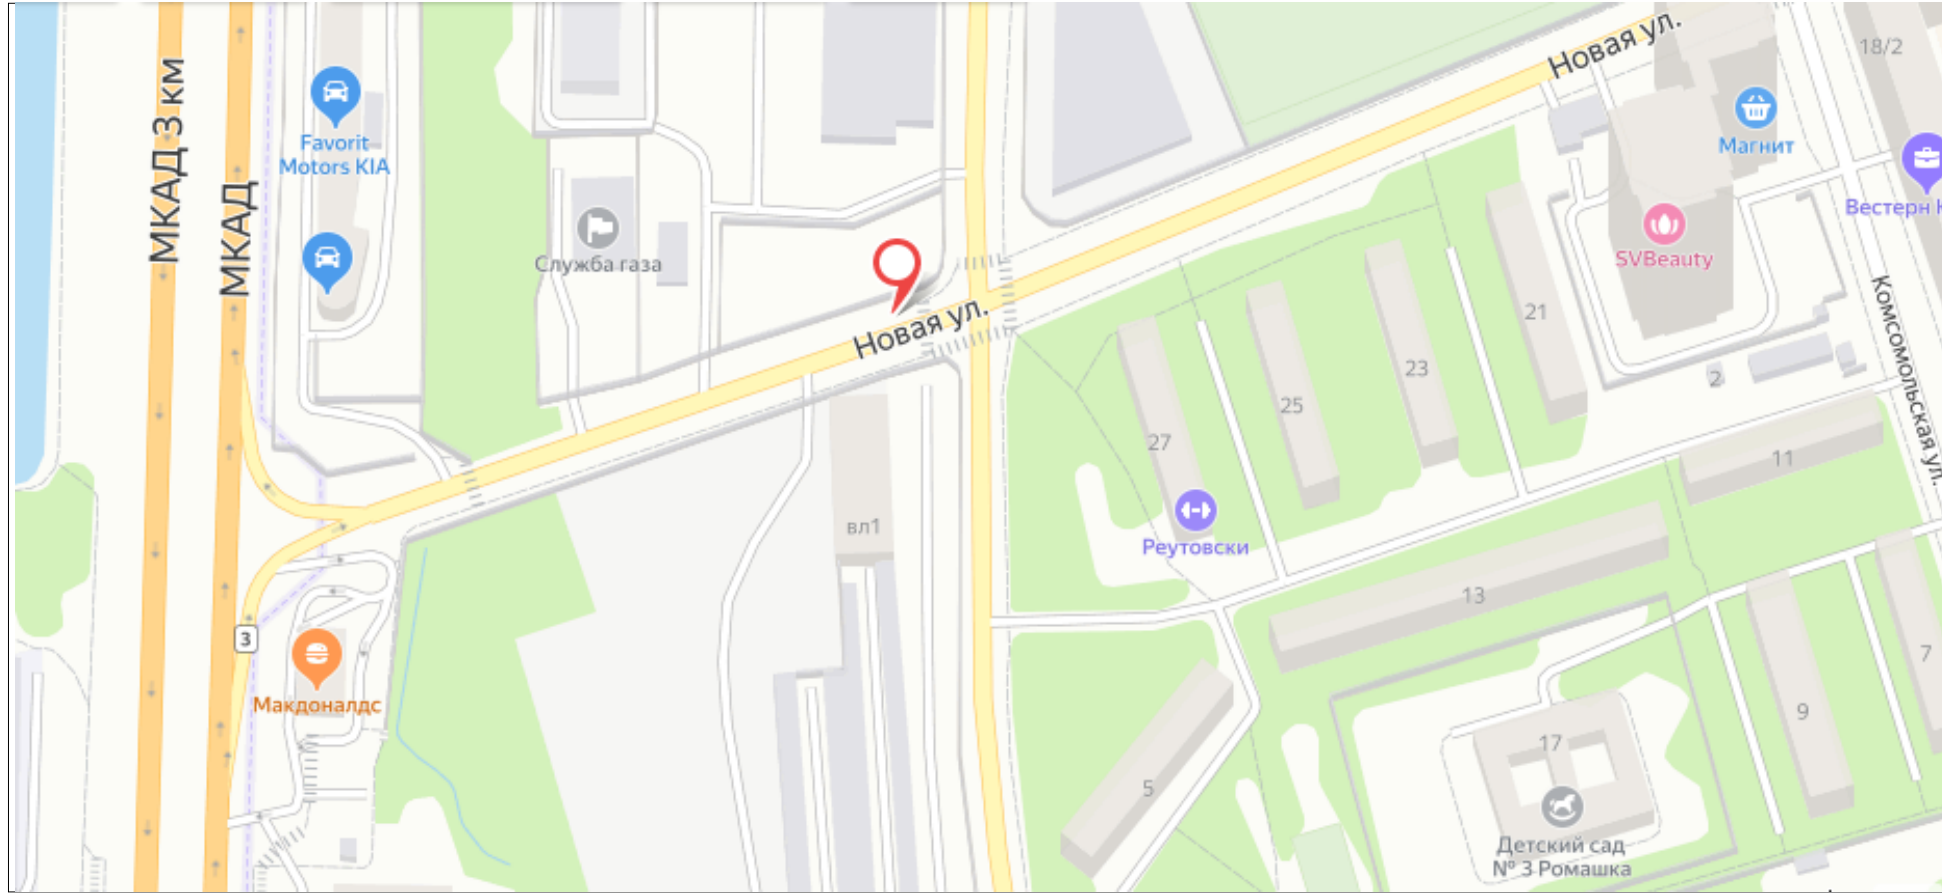 Новая ул.
18/2
МКАД 3 км
Favorit
Motors KIA
Магнит
МКАД
Вестерн
Служба газа
SVBeauty
Новая ул.
21
Комсомольская ул.
23
2
25
27
11
вл1
Реутовски
13
3
Макдоналдс
7
9
17
5
Детский сад
№ 3 Ромашка